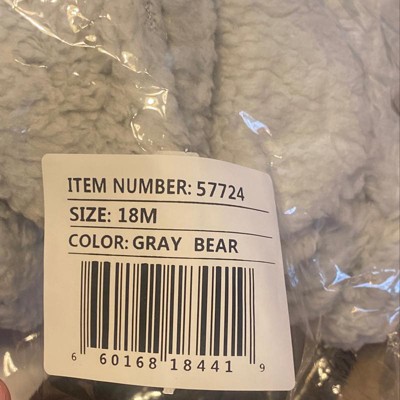 ITEM NUMBER: 57724
SIZE: 18M
COLOR: GRAY BEAR
6 60168 18441 9